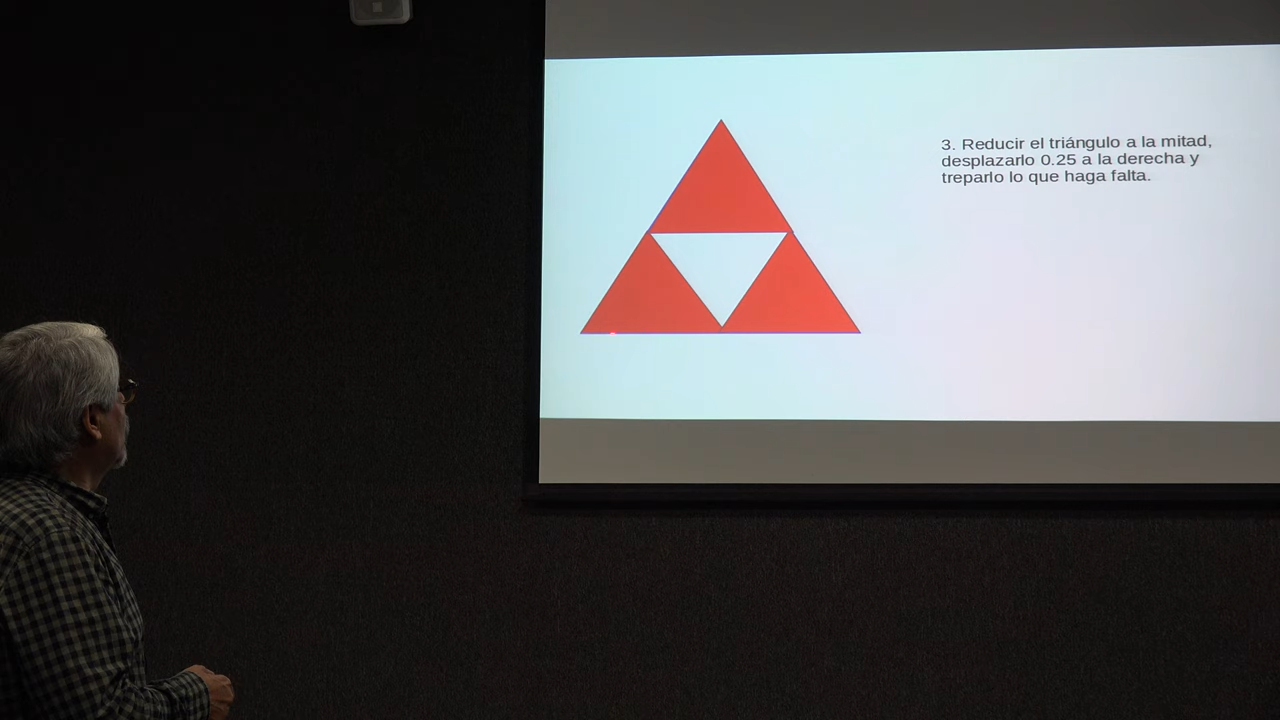 3. Reducir el triángulo a la mitad,
desplazarlo 0.25 a la derecha y
treparlo lo que haga falta.